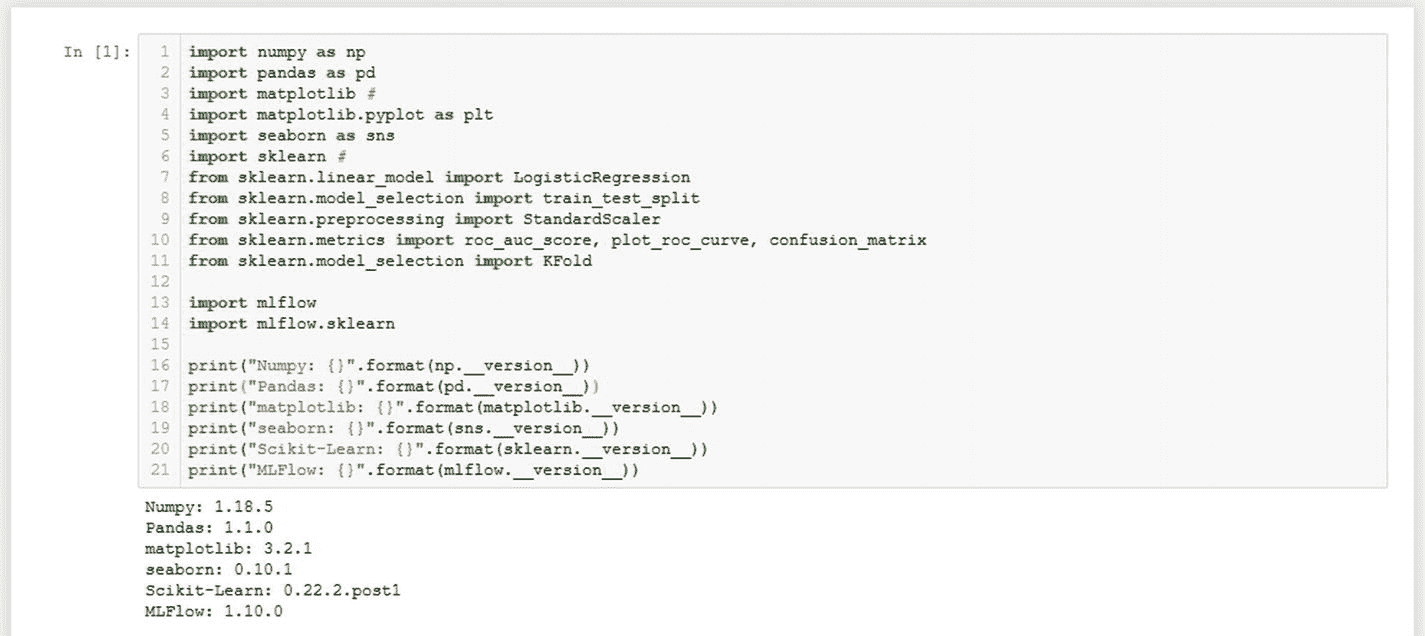 In [1]:
1 import numpy as np
2 import pandas as pd
3 import matplotlib #
4 import matplotlib.pyplot as plt
5 import seaborn as sns
6 import sklearn #
7 from sklearn.linear_model import LogisticRegression
8 from sklearn.model_selection import train_test_split
9 from sklearn.preprocessing import StandardScaler
10 from sklearn.metrics import roc_auc_score, plot_roc_curve, confusion_matrix
11 from sklearn.model_selection import KFold
12
13 import mlflow
14 import mlflow.sklearn
15
16 print("Numpy: {}".format(np.__version__))
17 print("Pandas: {}".format(pd.__version__))
18 print("matplotlib: {}".format(matplotlib.__version__))
19 print("seaborn: {}".format(sns.__version__))
20 print("Scikit-Learn: {}".format(sklearn.__version__))
21 print("MLFlow: {}".format(mlflow.__version__))
Numpy: 1.18.5
Pandas: 1.1.0
matplotlib: 3.2.1
seaborn: 0.10.1
Scikit-Learn: 0.22.2.post1
MLFlow: 1.10.0